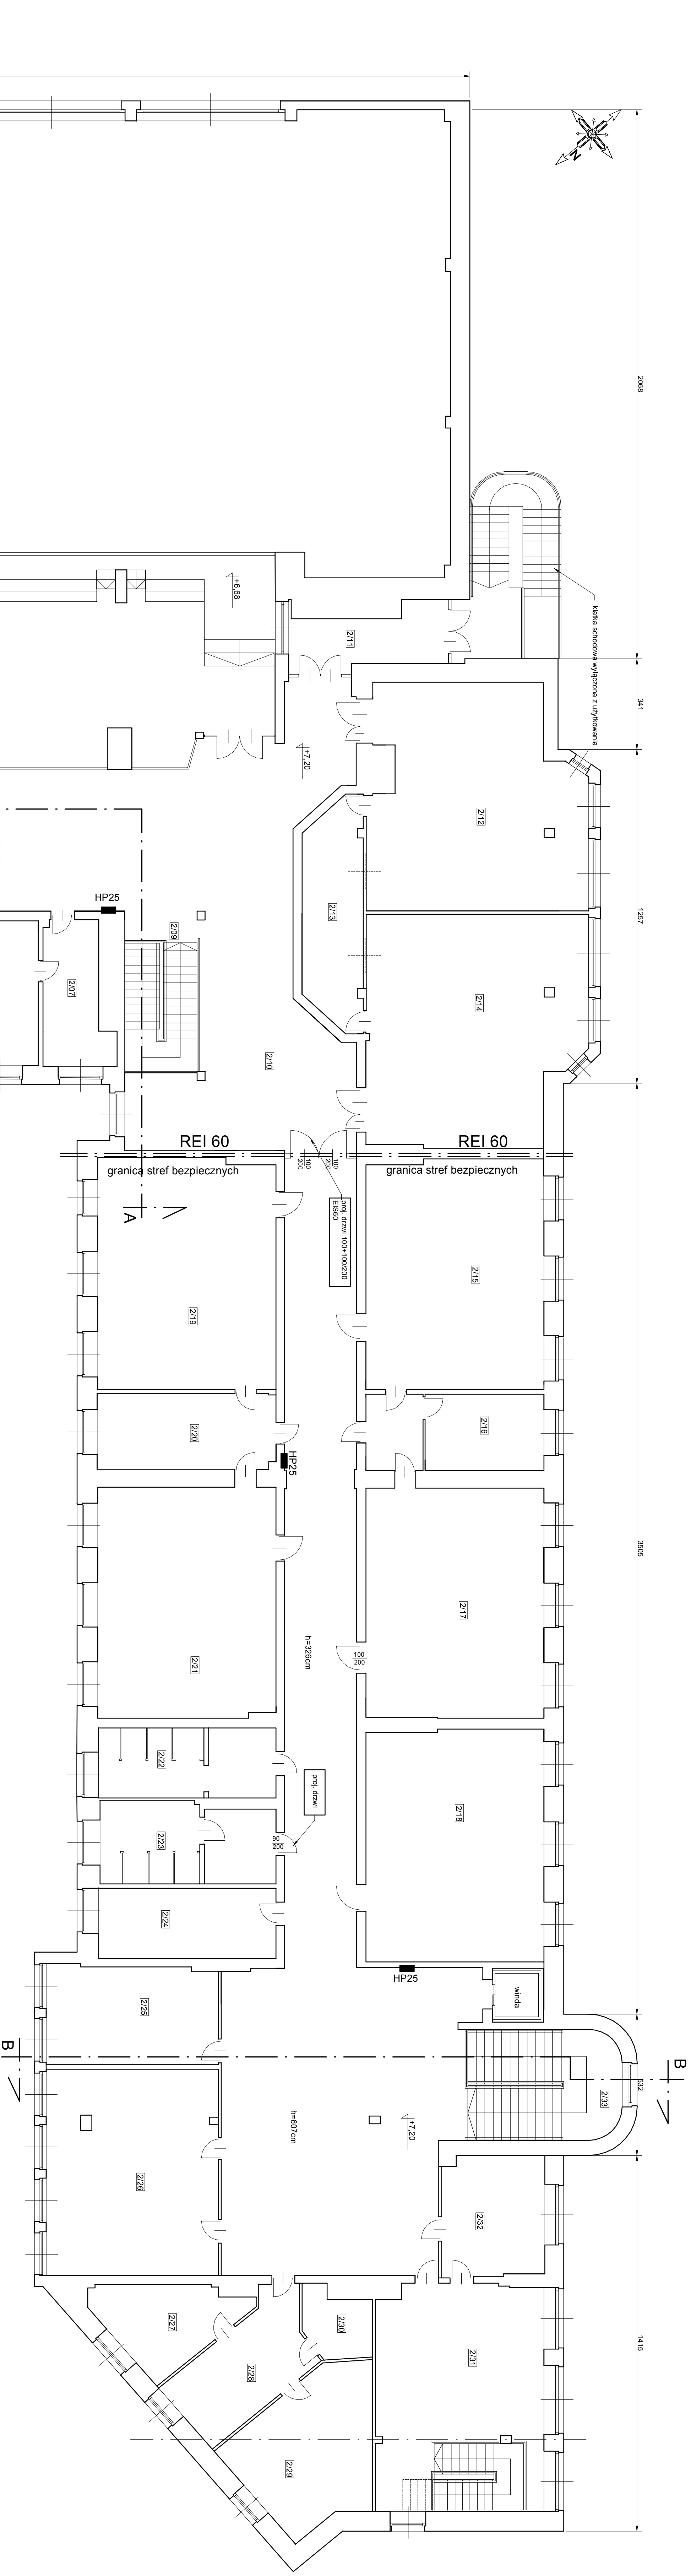 N
2068
klatka schodowa wyłączona z użytkowania
+6,68
2/11
341
+7,20
2/12
1257
HP25
2/13
2/09
2/14
2/07
2/10
REI 60
REI 60
granica stref bezpiecznych
granica stref bezpiecznych
100
200
100
200
proj. drzwi 100+100/200
EIS60
A
2/15
2/19
2/16
2/20
HP25
3505
2/17
h=326cm
100
200
2/21
2/22
proj. drzwi
2/18
90
200
2/23
2/24
HP25
winda
2/25
B
B
532
2/33
h=607cm
+7,20
2/26
2/32
2/27
2/30
2/28
2/31
1415
2/29